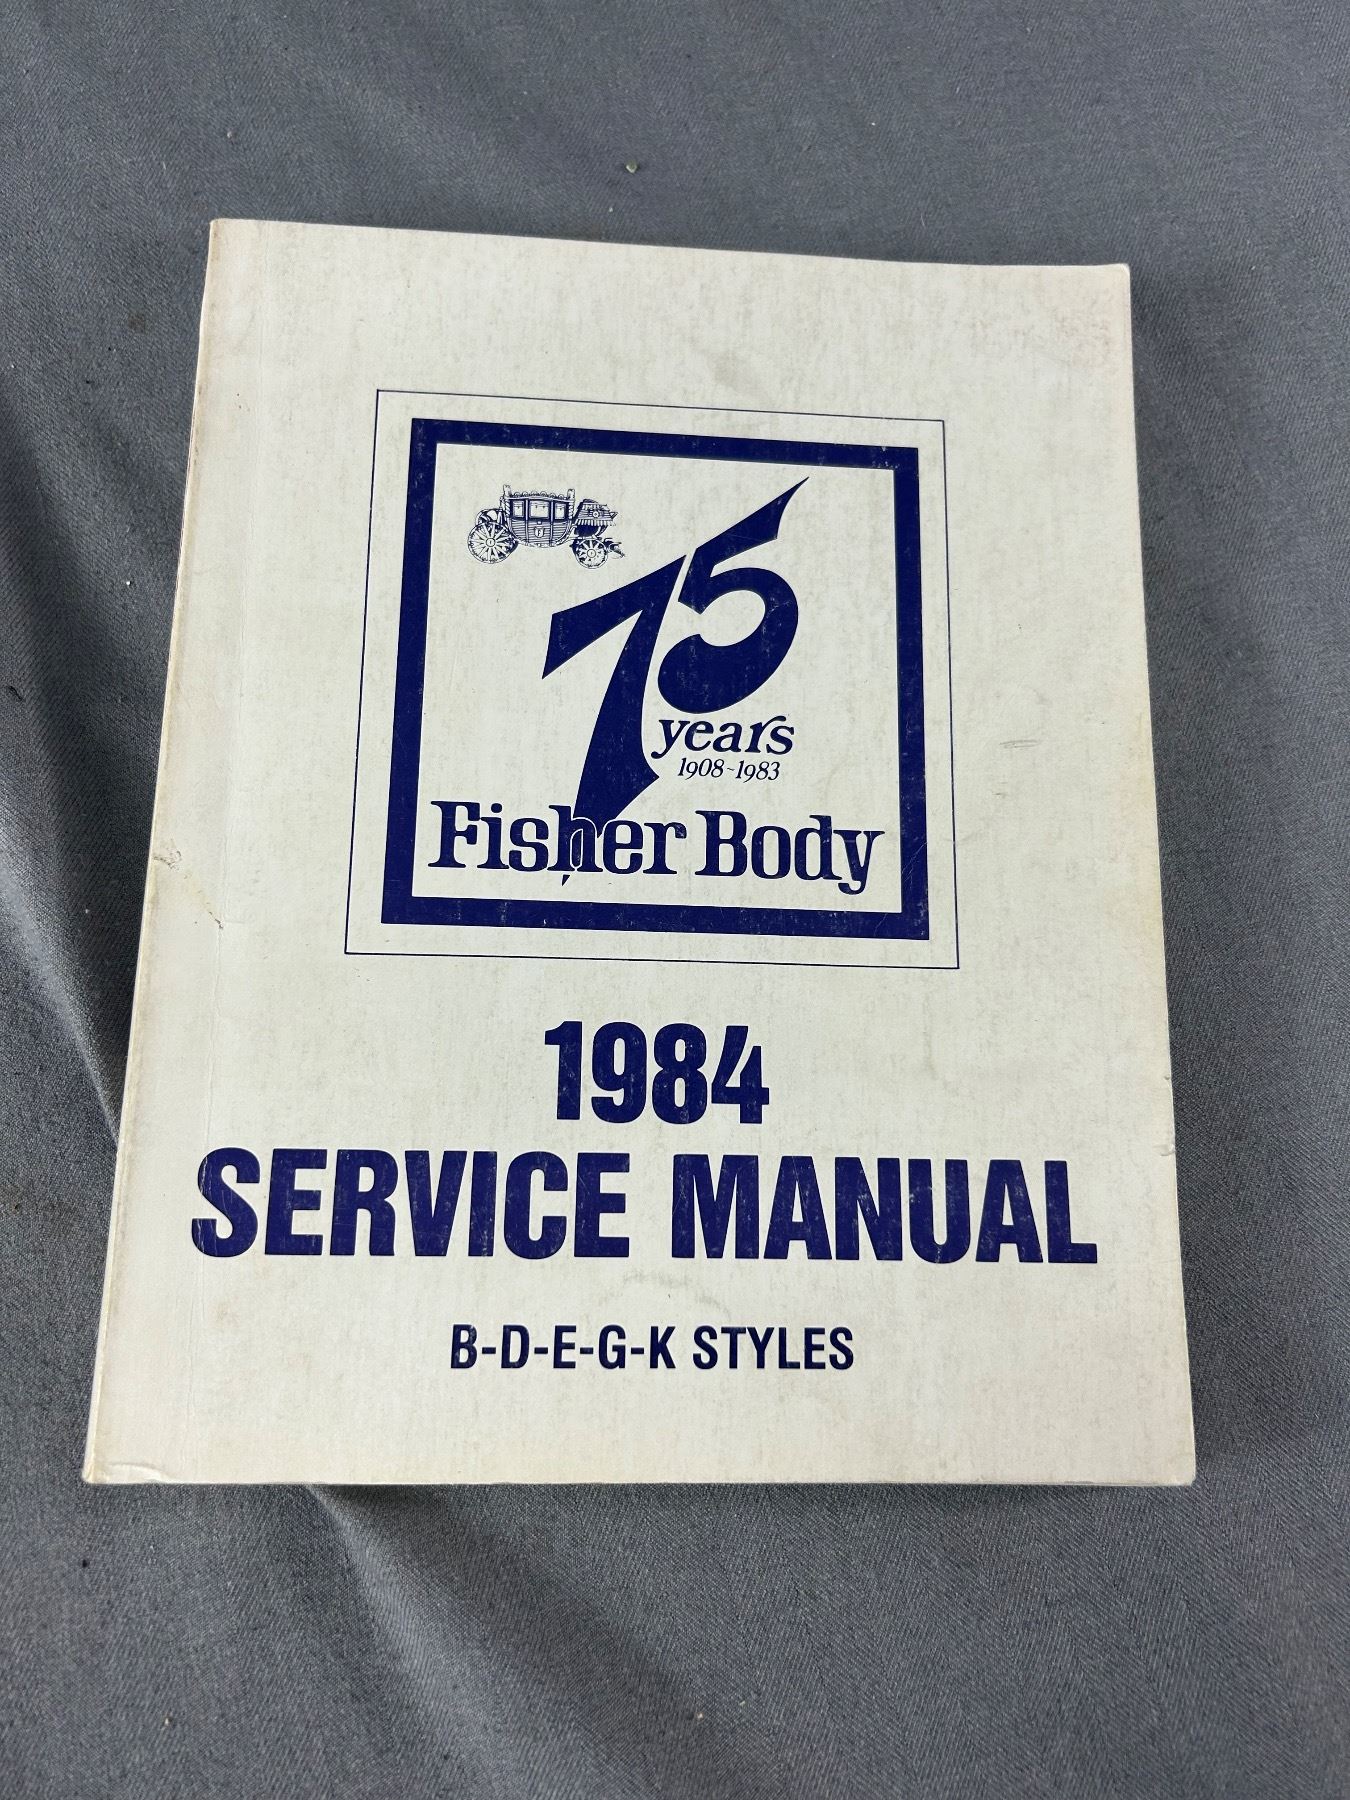 75
years
1908-1983
Fisher Body
1984
SERVICE MANUAL
B-D-E-G-K STYLES